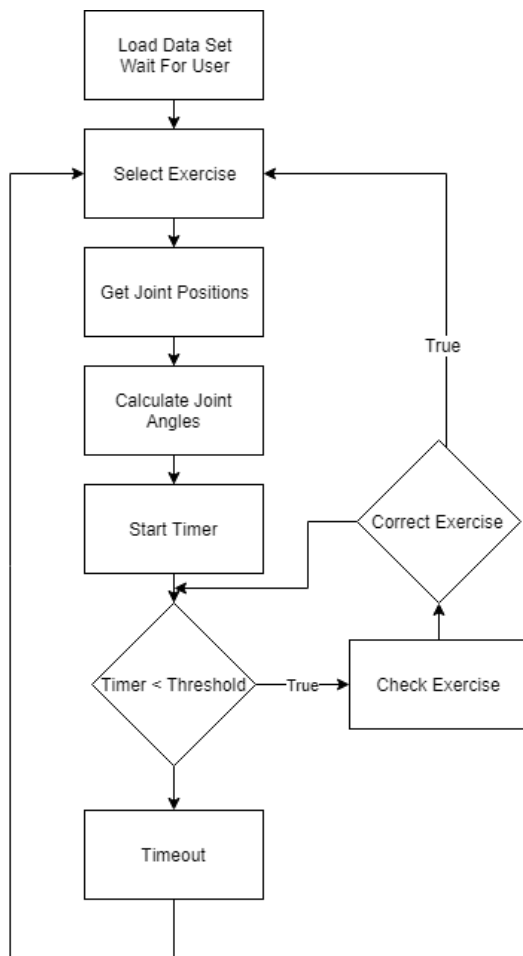 Load Data Set
Wait For User
Select Exercise
Get Joint Positions
True
Calculate Joint
Angles
Start Timer
Correct Exercise
Timer < Threshold
True
Check Exercise
Timeout